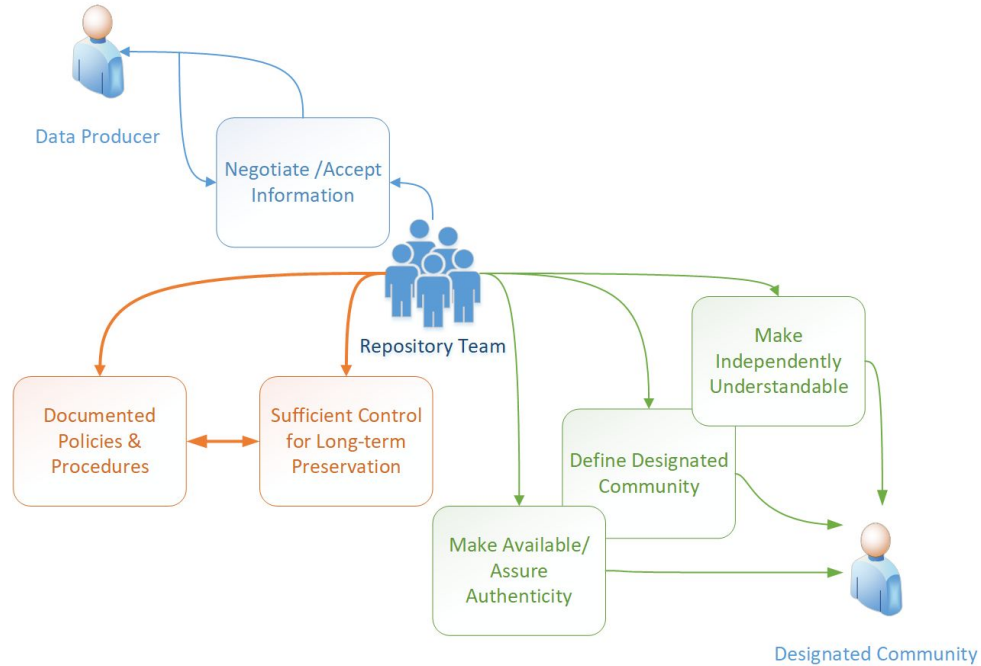 Data Producer
Negotiate /Accept
Information
Repository Team
Make
Independently
Understandable
Documented
Policies &
Procedures
Sufficient Control
for Long-term
Preservation
Define Designated
Community
Make Available/
Assure
Authenticity
Designated Community